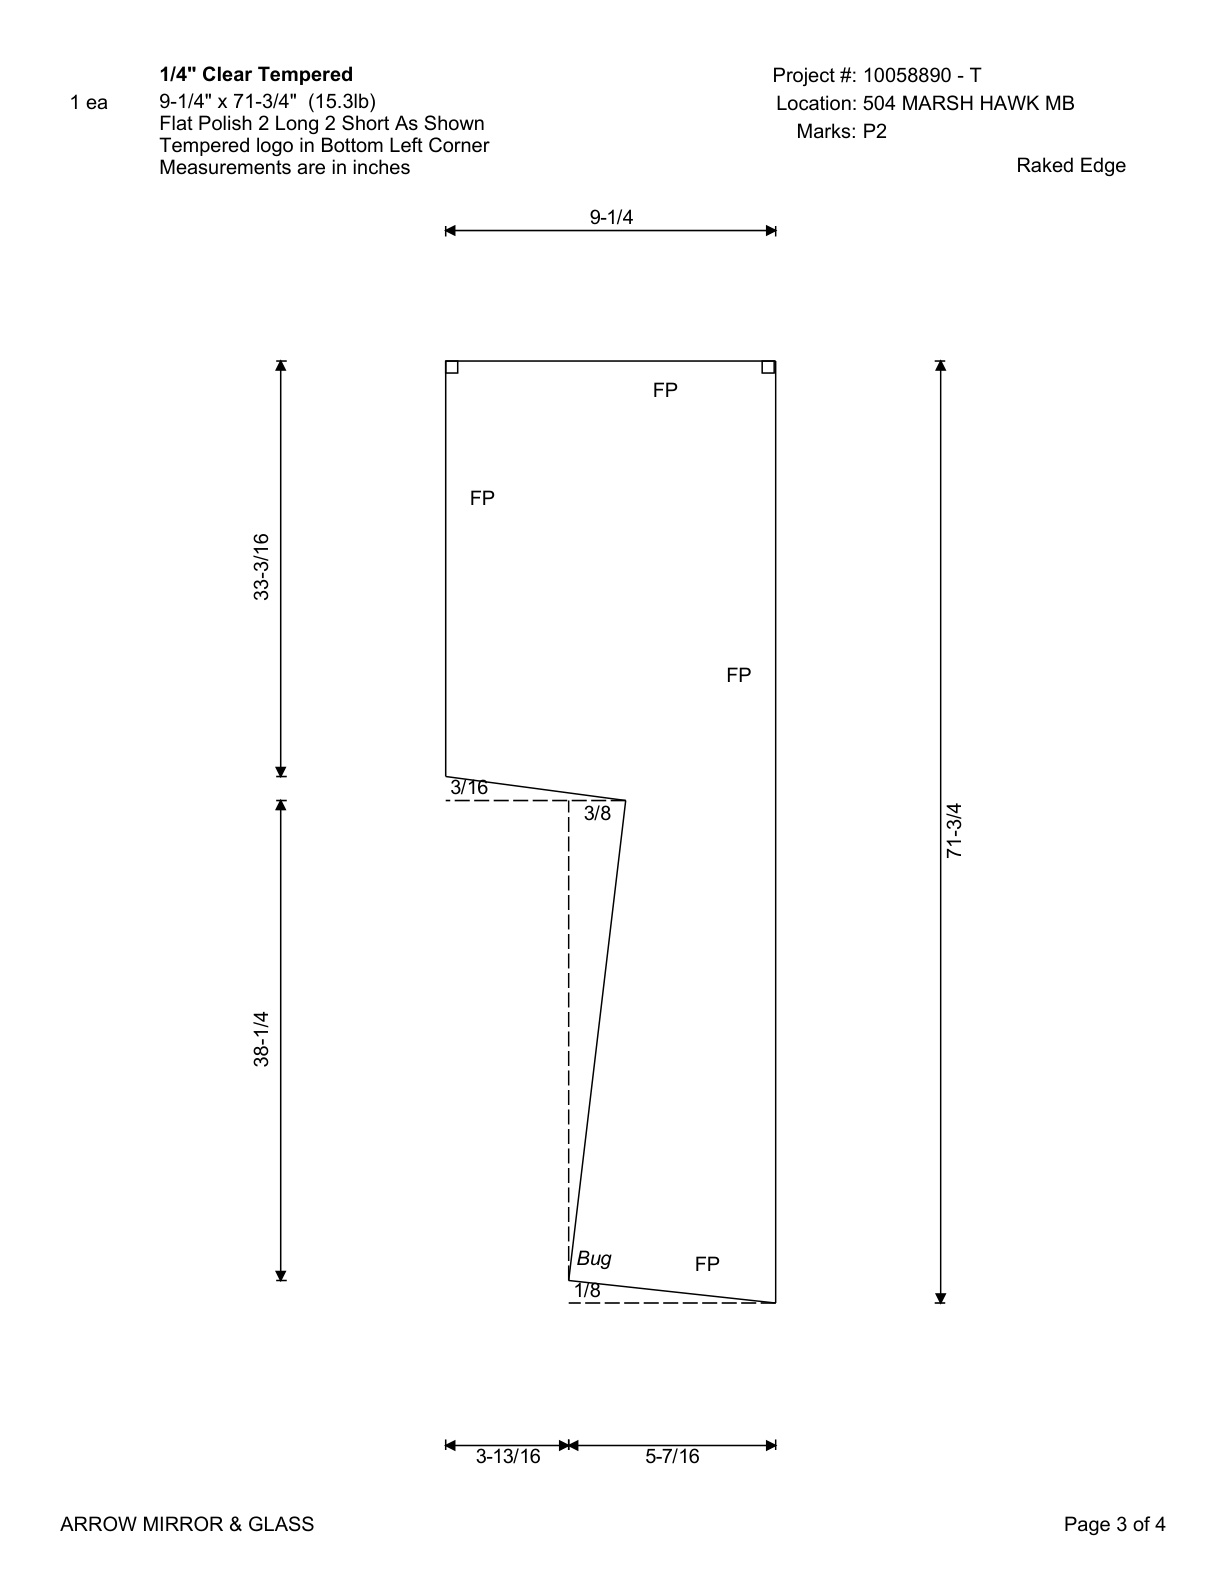 1/4" Clear Tempered
1 ea
9-1/4" x 71-3/4" (15.3lb)
Flat Polish 2 Long 2 Short As Shown
Tempered logo in Bottom Left Corner
Measurements are in inches
Project #: 10058890 - T
Location: 504 MARSH HAWK MB
Marks: P2
Raked Edge
9-1/4
FP
FP
33-3/16
FP
3/16
3/8
71-3/4
38-1/4
Bug
FP
1/8
3-13/16
5-7/16
ARROW MIRROR & GLASS
Page 3 of 4